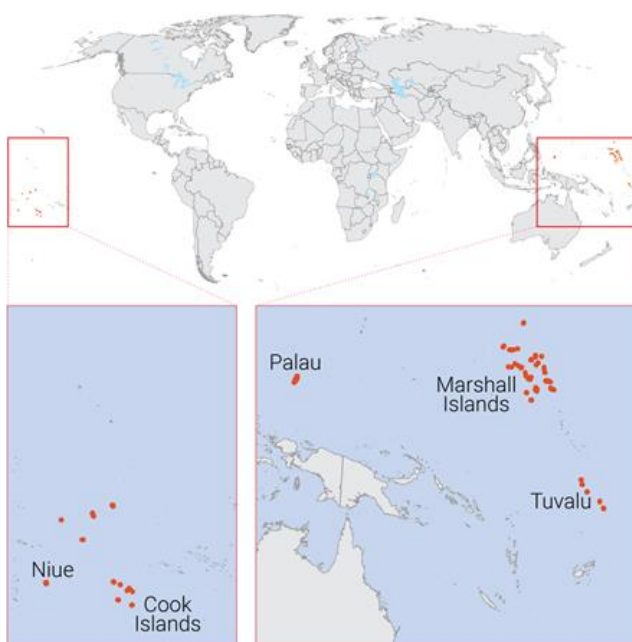 Palau
Marshall
Islands
Tuvalu
Niue
Cook
Islands